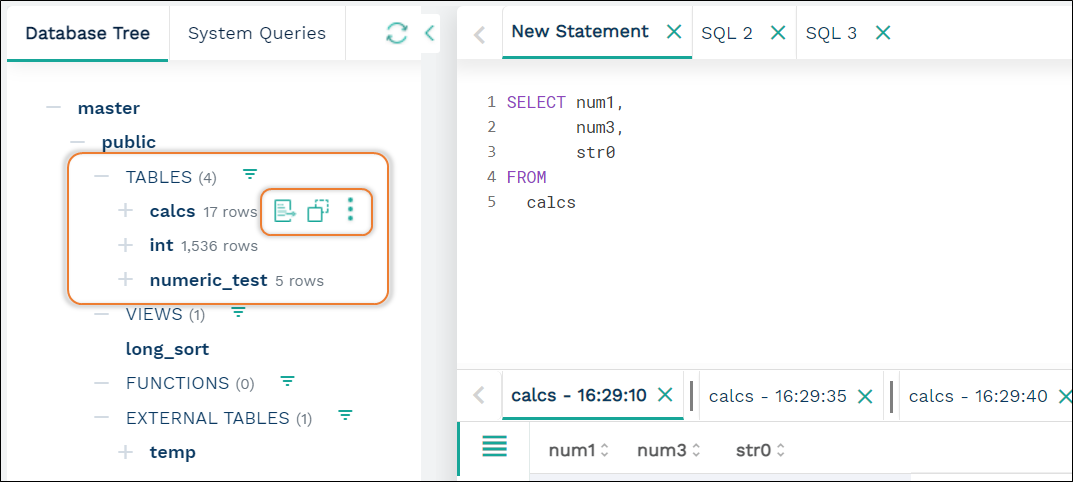 Database Tree
System Queries
master
public
TABLES (4)
calcs 17 rows
int 1,536 rows
numeric_test 5 rows
VIEWS (1)
long_sort
FUNCTIONS (0)
EXTERNAL TABLES (1)
temp
New Statement
SQL 2
SQL 3
1 SELECT num1,
2 num3,
3 str0
4 FROM
5 calcs
calcs - 16:29:10
calcs - 16:29:35
calcs - 16:29:40
num1
num3
str0